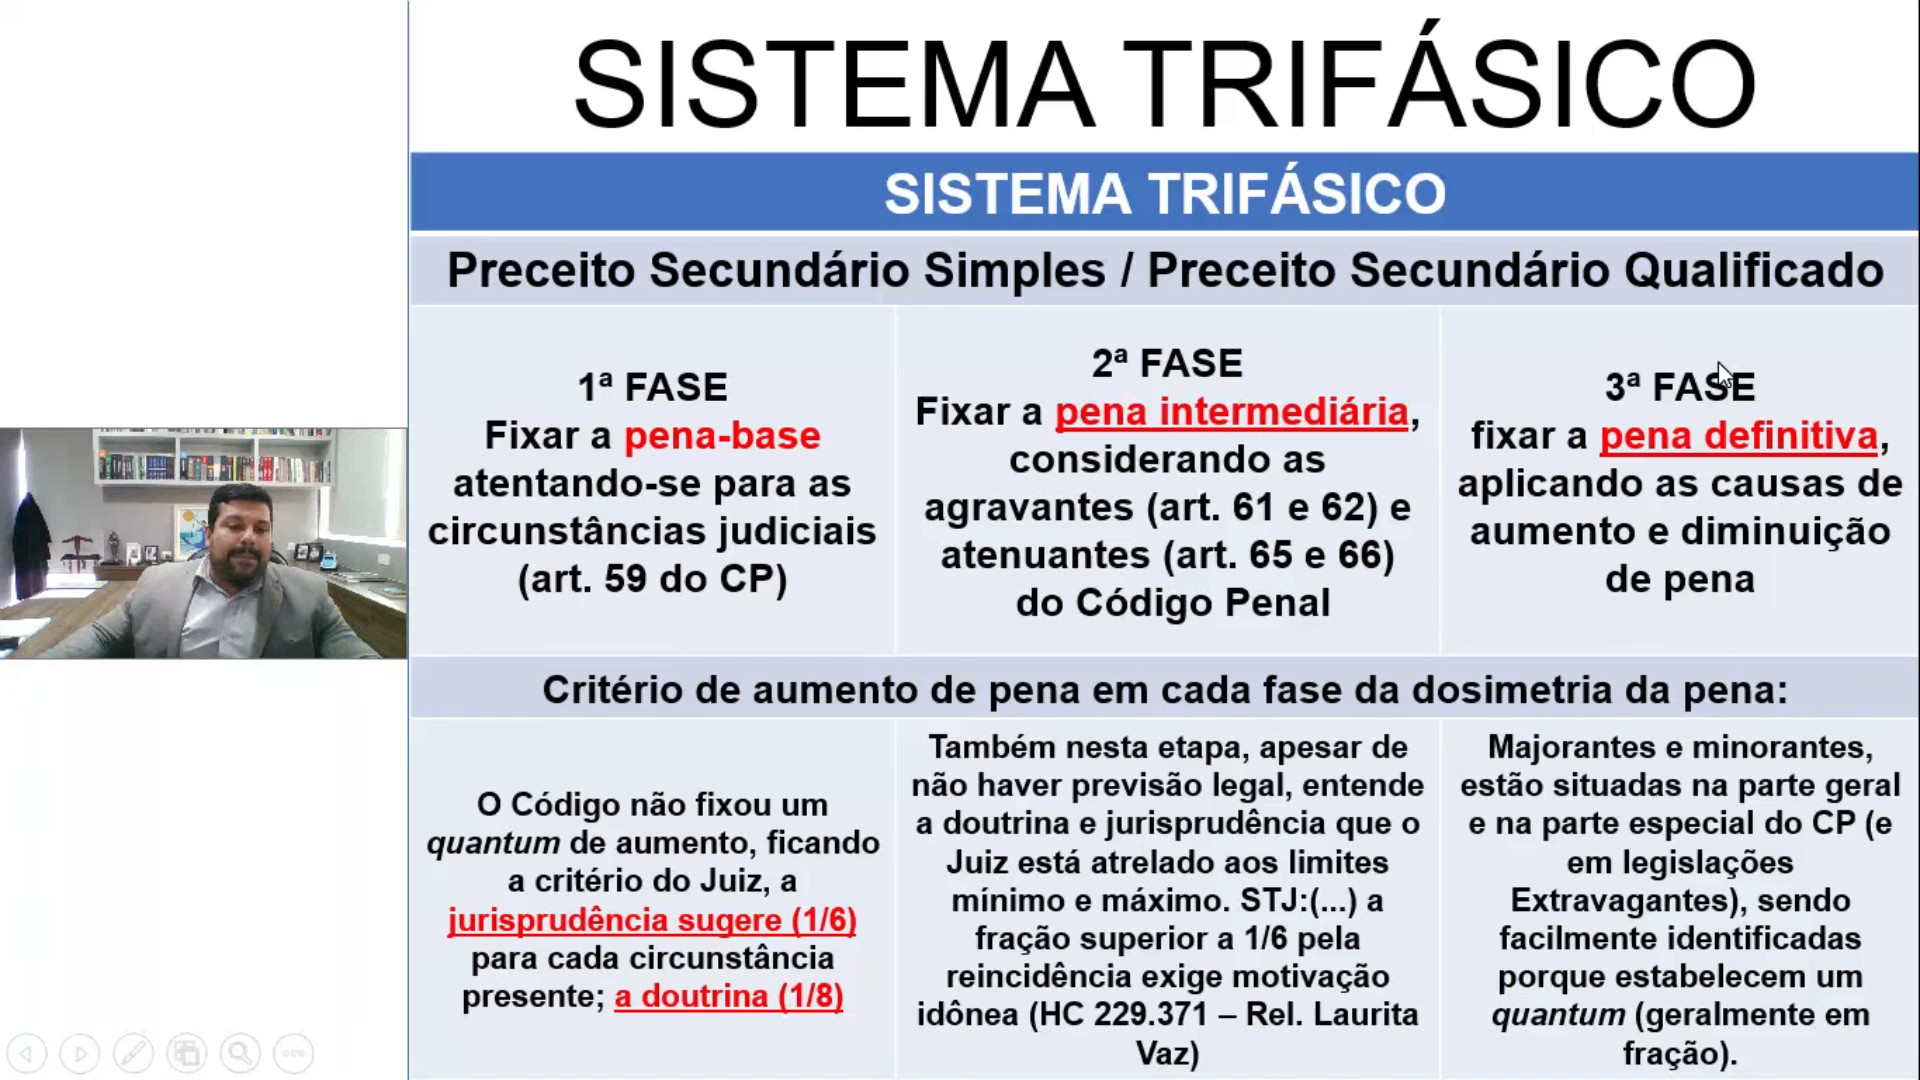 SISTEMA TRIFÁSICO
SISTEMA TRIFÁSICO
Preceito Secundário Simples / Preceito Secundário Qualificado
1ª FASE
Fixar a pena-base
atentando-se para as
circunstâncias judiciais
(art. 59 do CP)
2ª FASE
Fixar a pena intermediária,
considerando as
agravantes (art. 61 e 62) e
atenuantes (art. 65 e 66)
do Código Penal
3ª FASE
fixar a pena definitiva,
aplicando as causas de
aumento e diminuição
de pena
Critério de aumento de pena em cada fase da dosimetria da pena:
O Código não fixou um
quantum de aumento, ficando
a critério do Juiz, a
jurisprudência sugere (1/6)
para cada circunstância
presente; a doutrina (1/8)
Também nesta etapa, apesar de
não haver previsão legal, entende
a doutrina e jurisprudência que o
Juiz está atrelado aos limites
mínimo e máximo. STJ:(...) a
fração superior a 1/6 pela
reincidência exige motivação
idônea (HC 229.371 – Rel. Laurita
Vaz)
Majorantes e minorantes,
estão situadas na parte geral
e na parte especial do CP (e
em legislações
Extravagantes), sendo
facilmente identificadas
porque estabelecem um
quantum (geralmente em
fração).